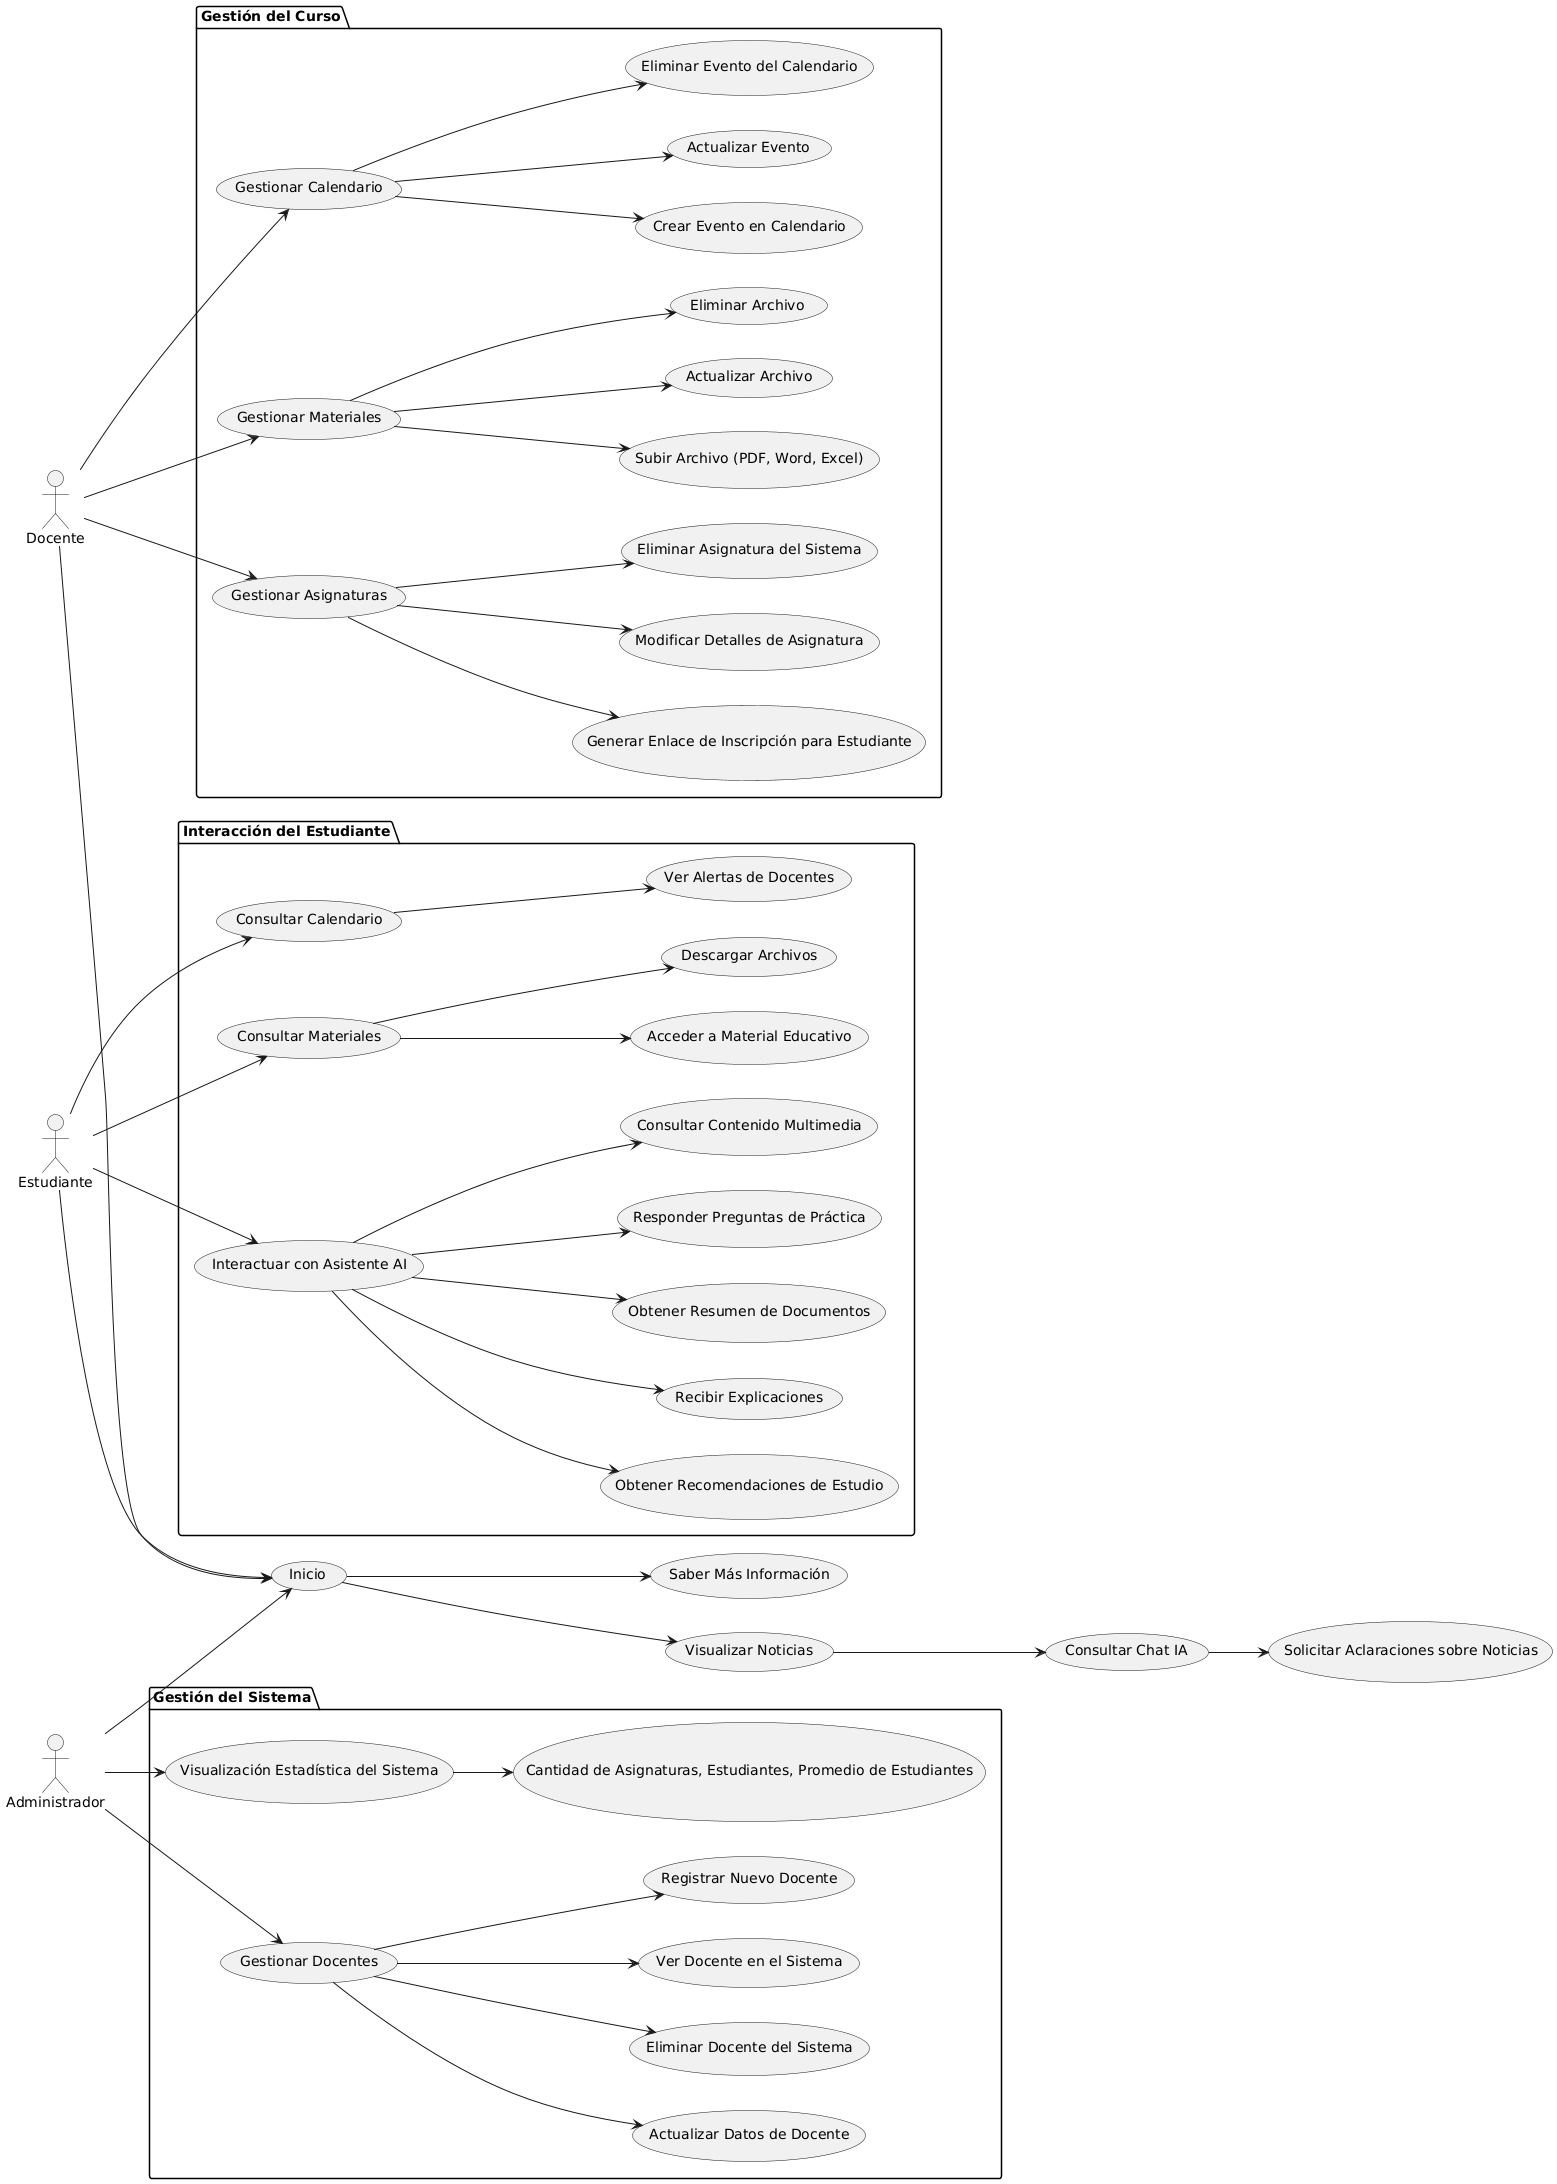 Gestión del Curso
Eliminar Evento del Calendario
Actualizar Evento
Gestionar Calendario
Crear Evento en Calendario
Eliminar Archivo
Actualizar Archivo
Gestionar Materiales
Subir Archivo (PDF, Word, Excel)
Docente
Eliminar Asignatura del Sistema
Gestionar Asignaturas
Modificar Detalles de Asignatura
Generar Enlace de Inscripción para Estudiante
Interacción del Estudiante
Ver Alertas de Docentes
Consultar Calendario
Descargar Archivos
Consultar Materiales
Acceder a Material Educativo
Consultar Contenido Multimedia
Estudiante
Responder Preguntas de Práctica
Interactuar con Asistente AI
Obtener Resumen de Documentos
Recibir Explicaciones
Obtener Recomendaciones de Estudio
Inicio
Saber Más Información
Visualizar Noticias
Consultar Chat IA
Solicitar Aclaraciones sobre Noticias
Gestión del Sistema
Visualización Estadística del Sistema
Cantidad de Asignaturas, Estudiantes, Promedio de Estudiantes
Administrador
Registrar Nuevo Docente
Gestionar Docentes
Ver Docente en el Sistema
Eliminar Docente del Sistema
Actualizar Datos de Docente